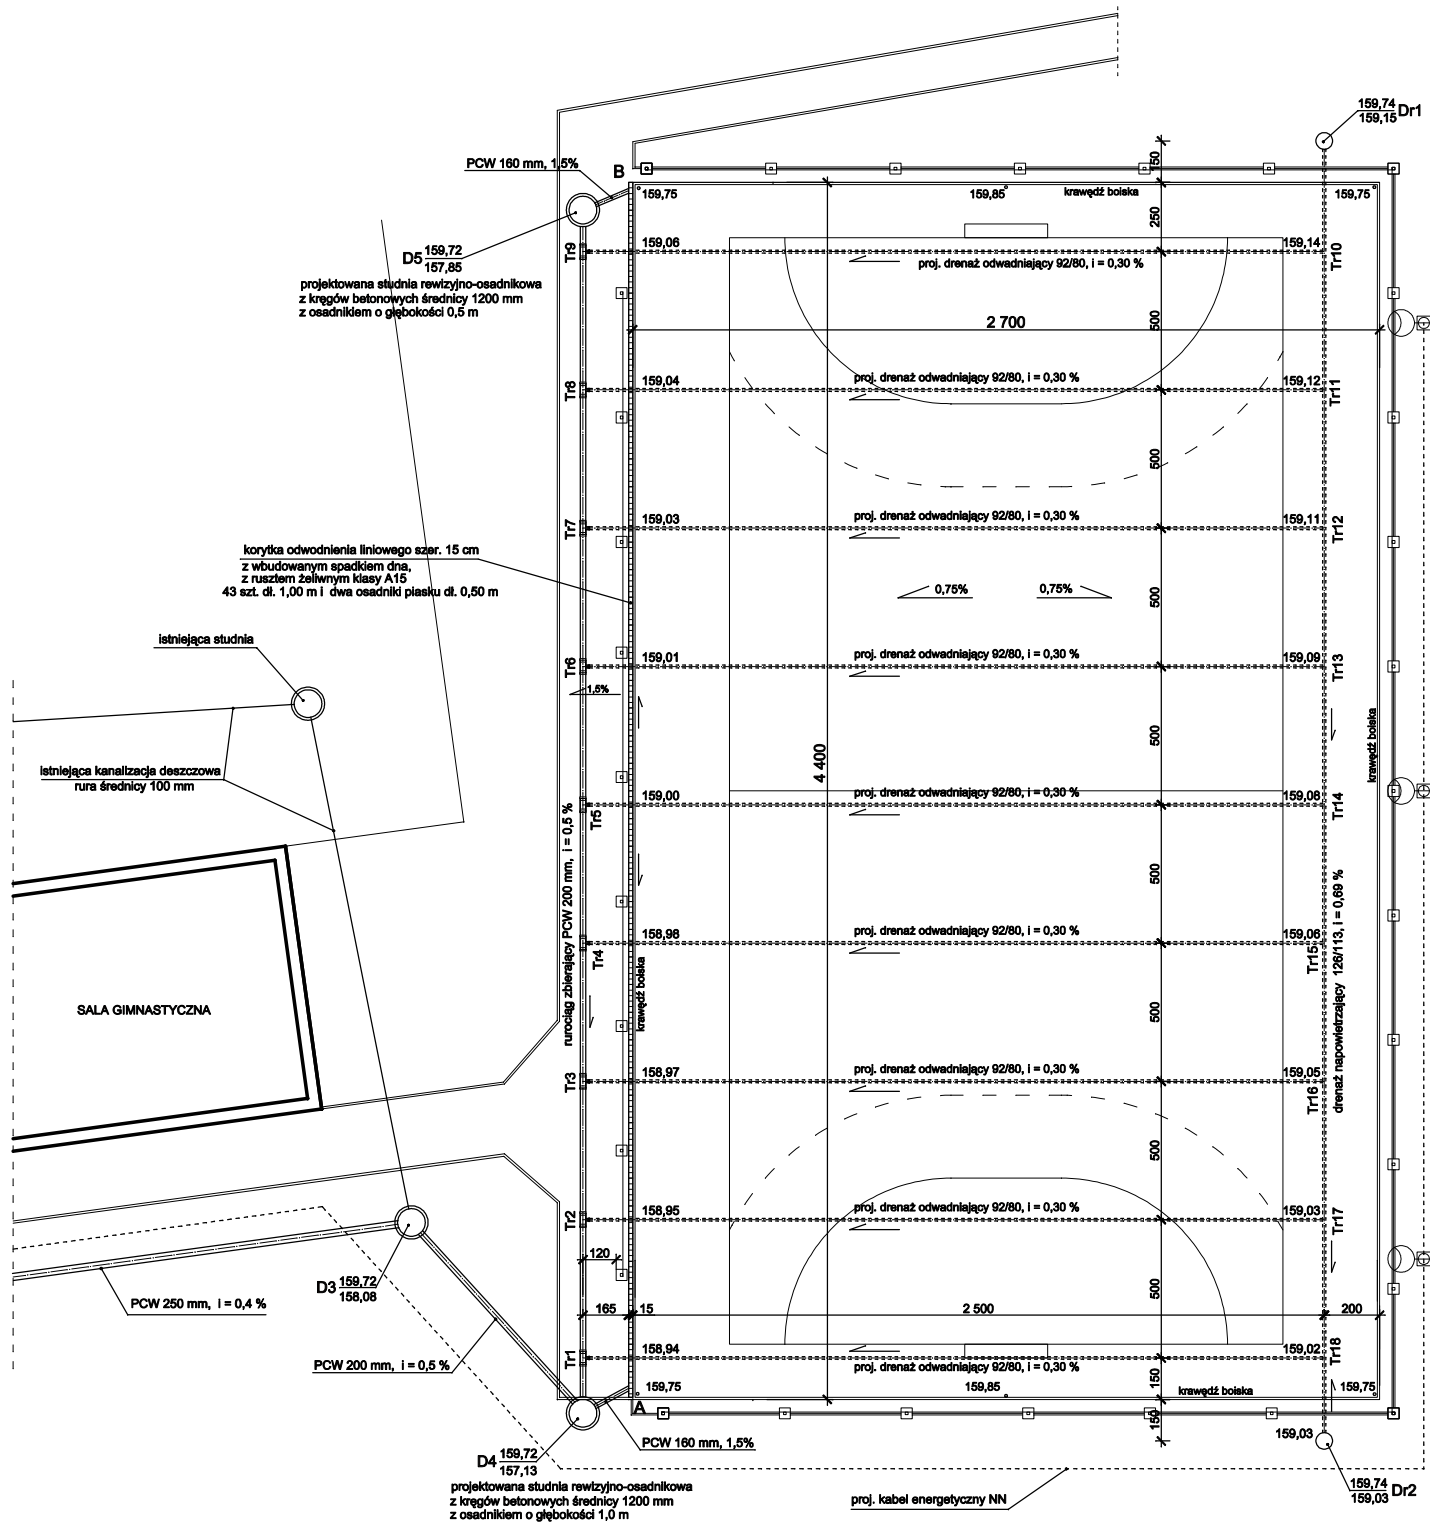 159,74
159,15
Dr1
PCW 160 mm, 1,5%
B
150
159,75
159,85
krawędź boiska
159,75
250
D5
159,72
157,85
Tr9
159,06
159,14
Tr10
proj. drenaż odwadniający 92/80, i = 0,30 %
projektowana studnia rewizyjno-osadnikowa
z kręgów betonowych średnicy 1200 mm
z osadnikiem o głębokości 0,5 m
2 700
500
Tr8
159,04
proj. drenaż odwadniający 92/80, i = 0,30 %
159,12
Tr11
500
Tr7
159,03
proj. drenaż odwadniający 92/80, i = 0,30 %
159,11
Tr12
korytka odwodnienia liniowego szer. 15 cm
z wbudowanym spadkiem dna,
z rusztem żeliwnym klasy A15
43 szt. dł. 1,00 m i dwa osadniki piasku dł. 0,50 m
0,75%
0,75%
500
istniejąca studnia
Tr6
159,01
proj. drenaż odwadniający 92/80, i = 0,30 %
159,09
Tr13
1,5%
4 400
500
krawędź boiska
istniejąca kanalizacja deszczowa
rura średnicy 100 mm
159,00
proj. drenaż odwadniający 92/80, i = 0,30 %
159,08
Tr14
Tr5
rurociąg zbierający PCW 200 mm, i = 0,5 %
500
158,98
proj. drenaż odwadniający 92/80, i = 0,30 %
159,06
Tr4
Tr15
krawędź boiska
drenaż napowietrzający 126/113, i = 0,69 %
SALA GIMNASTYCZNA
500
Tr3
158,97
proj. drenaż odwadniający 92/80, i = 0,30 %
159,05
Tr16
500
Tr2
158,95
proj. drenaż odwadniający 92/80, i = 0,30 %
159,03
Tr17
120
D3
159,72
158,08
500
PCW 250 mm, i = 0,4 %
165
15
2 500
200
PCW 200 mm, i = 0,5 %
Tr1
158,94
proj. drenaż odwadniający 92/80, i = 0,30 %
159,02
Tr18
159,75
159,85
150
krawędź boiska
159,75
A
150
159,03
PCW 160 mm, 1,5%
D4
159,72
157,13
projektowana studnia rewizyjno-osadnikowa
z kręgów betonowych średnicy 1200 mm
z osadnikiem o głębokości 1,0 m
proj. kabel energetyczny NN
159,74
159,03
Dr2